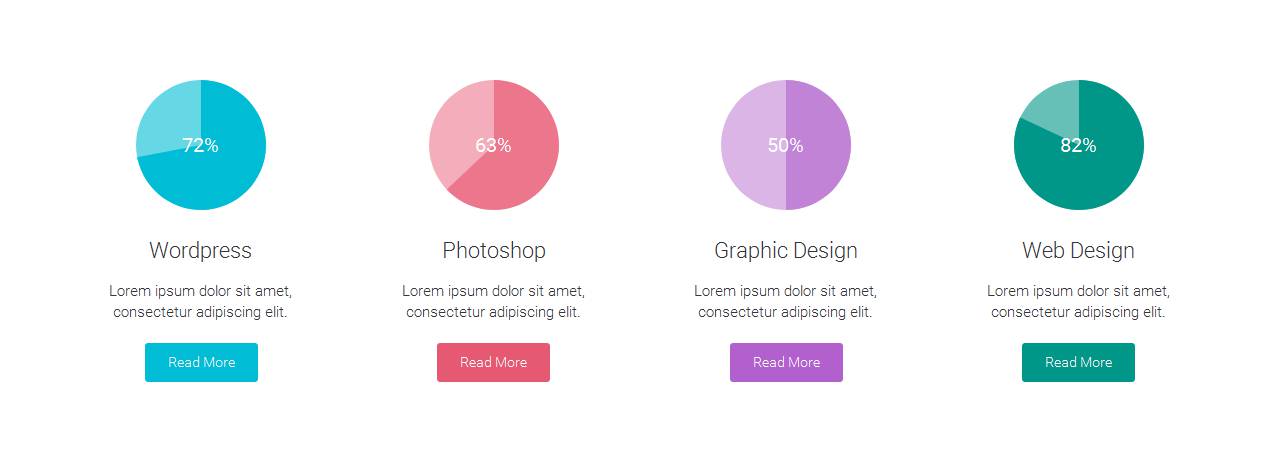 72%
63%
50%
82%
Wordpress
Photoshop
Graphic Design
Web Design
Lorem ipsum dolor sit amet,
consectetur adipiscing elit.
Lorem ipsum dolor sit amet,
consectetur adipiscing elit.
Lorem ipsum dolor sit amet,
consectetur adipiscing elit.
Lorem ipsum dolor sit amet,
consectetur adipiscing elit.
Read More
Read More
Read More
Read More